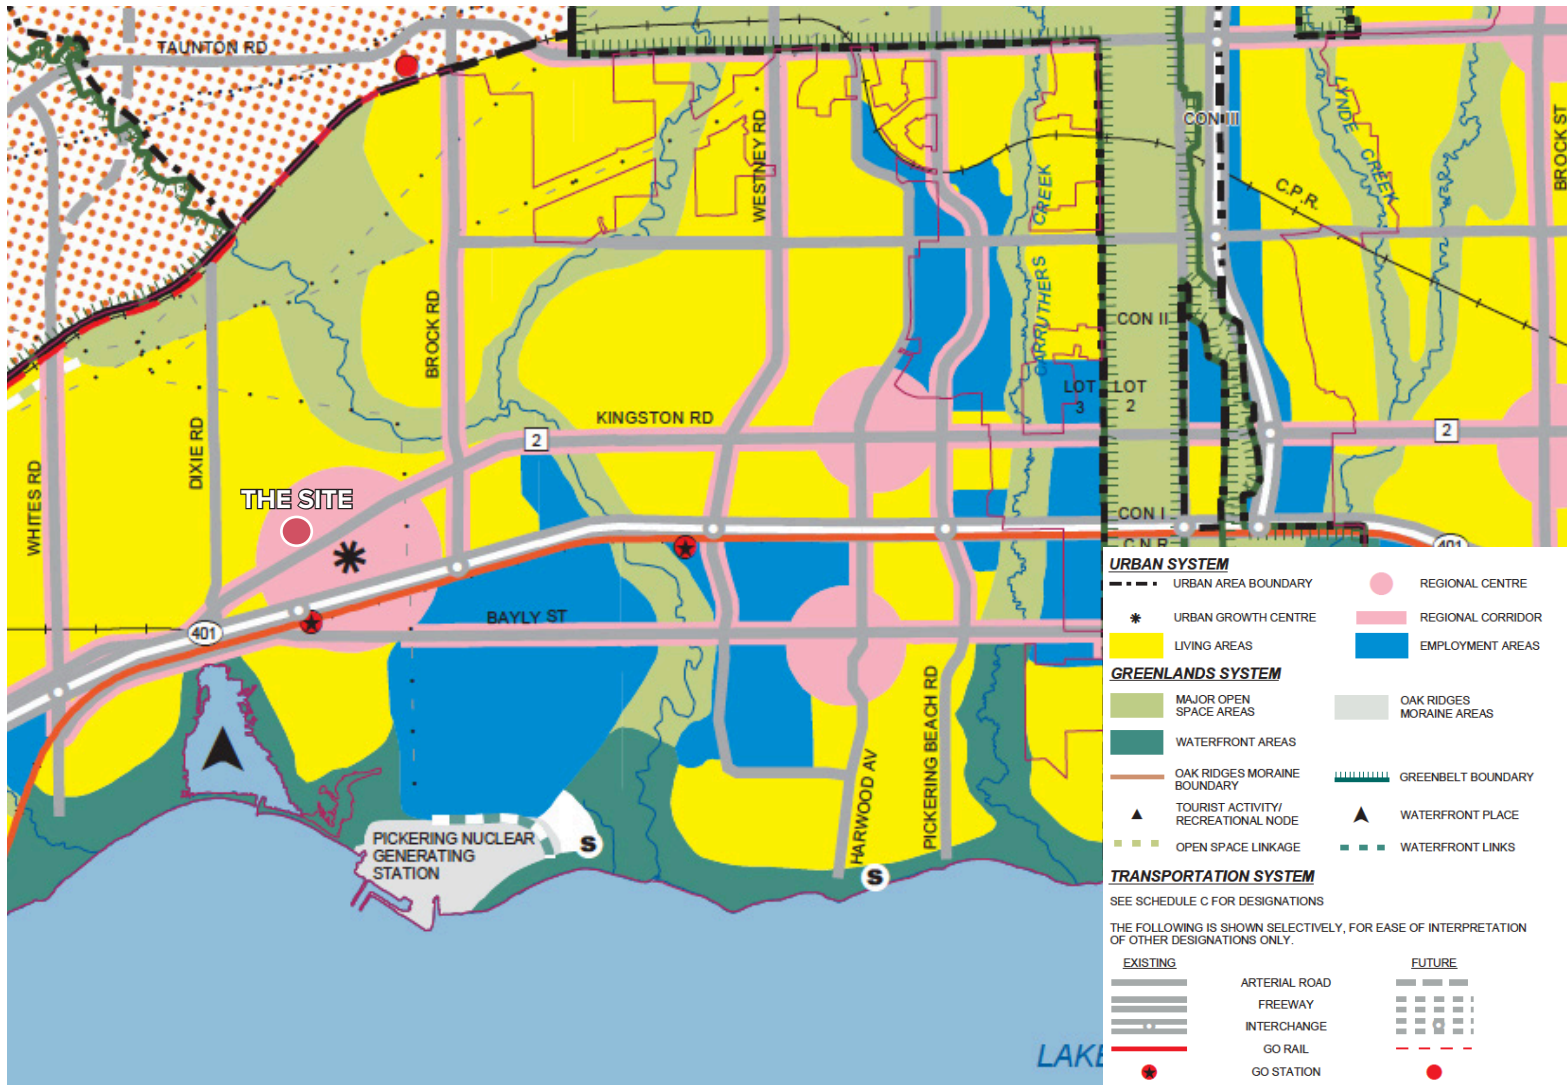 TAUNTON RD
CON III
LYNDE CREEK
BROCK ST
C.P.R.
WESTNEY RD
CARRUTHERS CREEK
BROCK RD
CON II
LOT 3
LOT 2
KINGSTON RD
2
2
DIXIE RD
WHITES RD
THE SITE
CON I
C.N.R
401
BAYLY ST
401
HARWOOD AV
PICKERING BEACH RD
PICKERING NUCLEAR
GENERATING
STATION
S
S
LAKE
URBAN SYSTEM
URBAN AREA BOUNDARY
REGIONAL CENTRE
URBAN GROWTH CENTRE
REGIONAL CORRIDOR
LIVING AREAS
EMPLOYMENT AREAS
GREENLANDS SYSTEM
MAJOR OPEN
SPACE AREAS
OAK RIDGES
MORAINE AREAS
WATERFRONT AREAS
OAK RIDGES MORAINE
BOUNDARY
GREENBELT BOUNDARY
TOURIST ACTIVITY/
RECREATIONAL NODE
WATERFRONT PLACE
OPEN SPACE LINKAGE
WATERFRONT LINKS
TRANSPORTATION SYSTEM
SEE SCHEDULE C FOR DESIGNATIONS
THE FOLLOWING IS SHOWN SELECTIVELY, FOR EASE OF INTERPRETATION
OF OTHER DESIGNATIONS ONLY.
EXISTING
FUTURE
ARTERIAL ROAD
FREEWAY
INTERCHANGE
GO RAIL
GO STATION